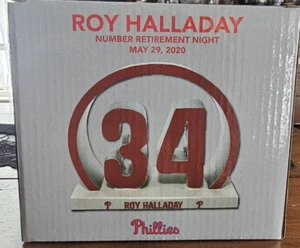 ROY HALLADAY
NUMBER RETIREMENT NIGHT
MAY 29, 2020
34
P ROY HALLADAY P
Phillies